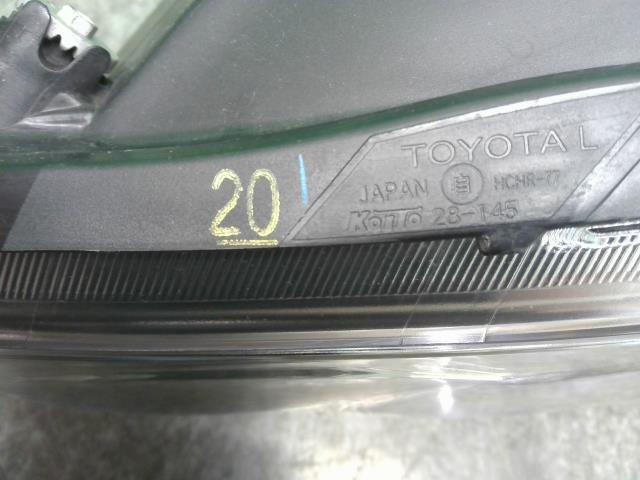 TOYOTA L
JAPAN 自 HCHR-77
KOITO 28-145
20